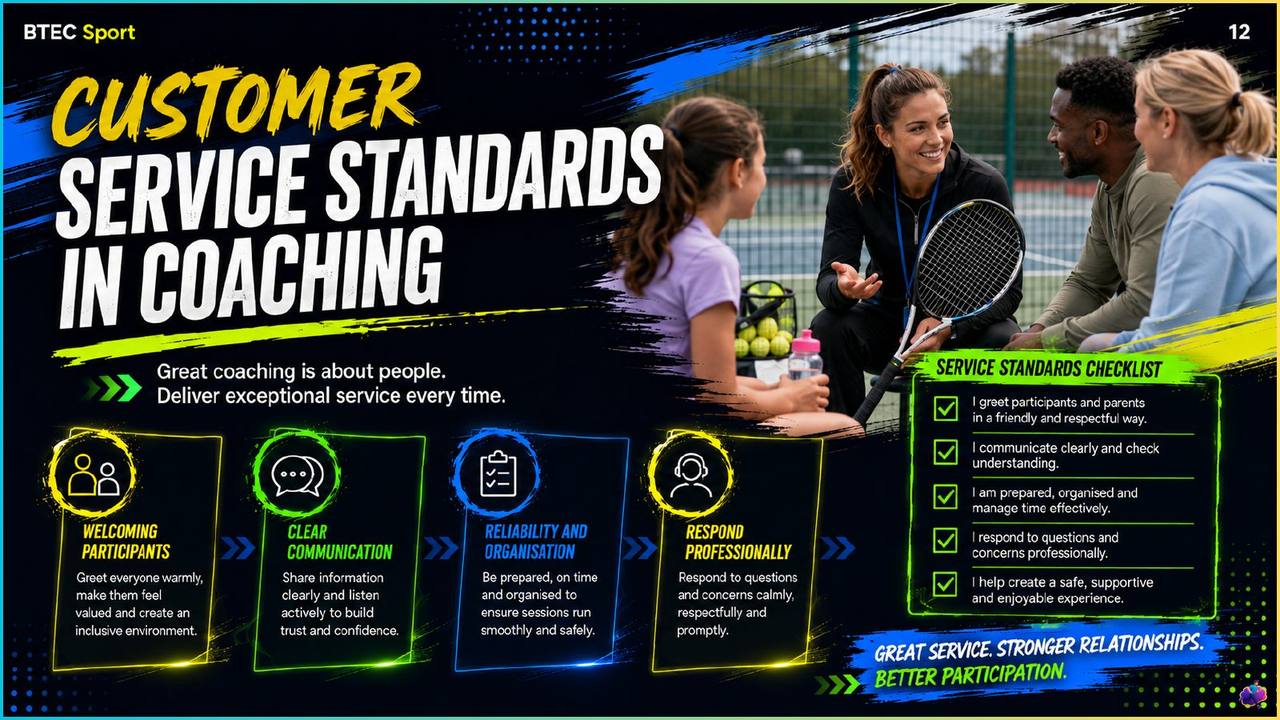 BTEC Sport
12
CUSTOMER
SERVICE STANDARDS
IN COACHING
Great coaching is about people.
Deliver exceptional service every time.
WELCOMING
PARTICIPANTS
Greet everyone warmly,
make them feel
valued and create an
inclusive environment.
CLEAR
COMMUNICATION
Share information
clearly and listen
actively to build
trust and confidence.
RELIABILITY AND
ORGANISATION
Be prepared, on time
and organised to
ensure sessions run
smoothly and safely.
RESPOND
PROFESSIONALLY
Respond to questions
and concerns calmly,
respectfully and
promptly.
SERVICE STANDARDS CHECKLIST
I greet participants and parents
in a friendly and respectful way.
I communicate clearly and check
understanding.
I am prepared, organised and
manage time effectively.
I respond to questions and
concerns professionally.
I help create a safe, supportive
and enjoyable experience.
GREAT SERVICE. STRONGER RELATIONSHIPS.
BETTER PARTICIPATION.